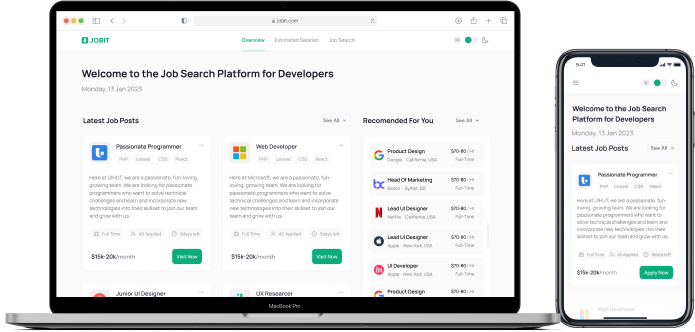 jobit.com
JOBIT
Overview
Estimated Salaries
Job Search
Welcome to the Job Search Platform for Developers
Monday, 13 Jan 2023
Latest Job Posts
See All
Recomended For You
See All
Passionate Programmer
PHP Laravel CSS React
Here at UIHUT, we are a passionate, fun-loving,
growing team. We are looking for passionate
programmers who want to solve technical
challenges and learn and incorporate new
technologies into their skillset to join our team
and grow with us.
Full Time
45 Applied
3days left
$15k-20k/month
Visit Now
Web Developer
PHP Laravel CSS React
Here at Microsoft, we are a passionate, fun-loving,
growing team. We are looking for passionate
programmers who want to solve technical
challenges and learn and incorporate new
technologies into their skillset to join our team
and grow with us.
Full Time
45 Applied
3days left
$15k-20k/month
Visit Now
Product Design
Google · California, USA
$70-80 / Hr
Full-Time
Head Of Marketing
Sylhet, BD
$70-80 / Hr
Full-Time
Lead UI Designer
Netflix · California, USA
$70-80 / Hr
Full-Time
Lead UI Designer
Apple · New York, USA
$70-80 / Hr
Full-Time
UI Developer
Apple · New York, USA
$70-80 / Hr
Full-Time
Product Design
$70-80 / Hr
Junior UI Designer
UX Researcer
MacBook Pro
9:41
Welcome to the Job Search
Platform for Developers
Monday, 13 Jan 2023
Latest Job Posts
See All
Passionate Programmer
PHP Laravel CSS React
Here at UIHUT, we are a passionate, fun-
loving, growing team. We are looking for
passionate programmers who want to
solve technical challenges and learn and
incorporate new technologies into their
skillset to join our team and grow with us.
Full Time
45 Applied
3days left
$15k-20k/month
Apply Now
Web Developer